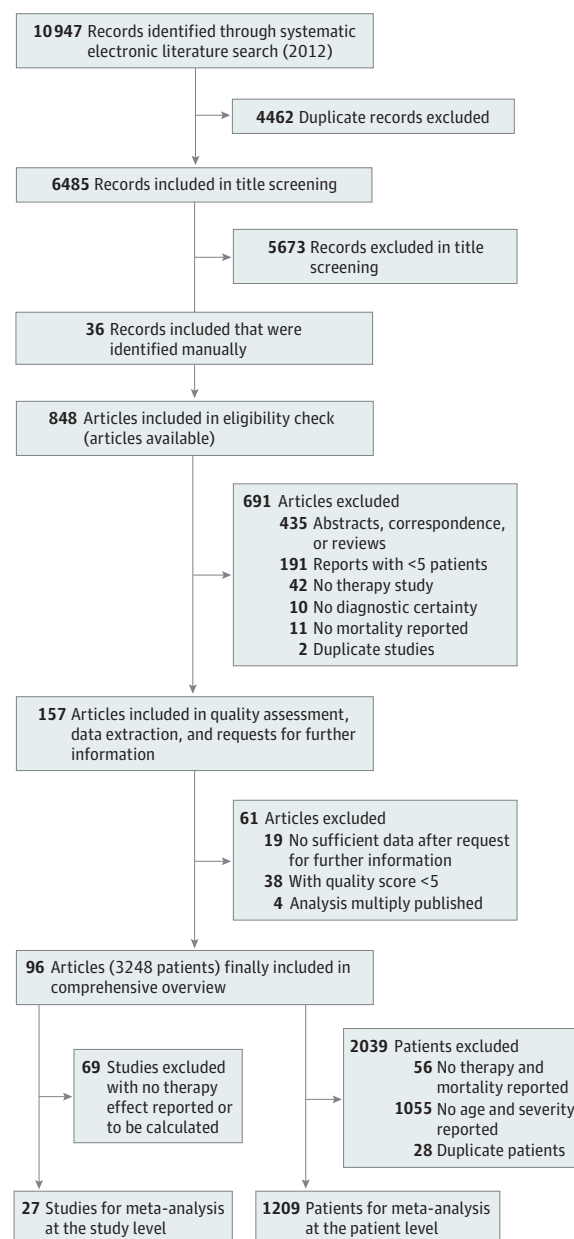 10 947 Records identified through systematic
electronic literature search (2012)
4462 Duplicate records excluded
6485 Records included in title screening
5673 Records excluded in title
screening
36 Records included that were
identified manually
848 Articles included in eligibility check
(articles available)
691 Articles excluded
435 Abstracts, correspondence,
or reviews
191 Reports with <5 patients
42 No therapy study
10 No diagnostic certainty
11 No mortality reported
2 Duplicate studies
157 Articles included in quality assessment,
data extraction, and requests for further
information
61 Articles excluded
19 No sufficient data after request
for further information
38 With quality score <5
4 Analysis multiply published
96 Articles (3248 patients) finally included in
comprehensive overview
69 Studies excluded
with no therapy
effect reported or
to be calculated
2039 Patients excluded
56 No therapy and
mortality reported
1055 No age and severity
reported
28 Duplicate patients
27 Studies for meta-analysis
at the study level
1209 Patients for meta-analysis
at the patient level